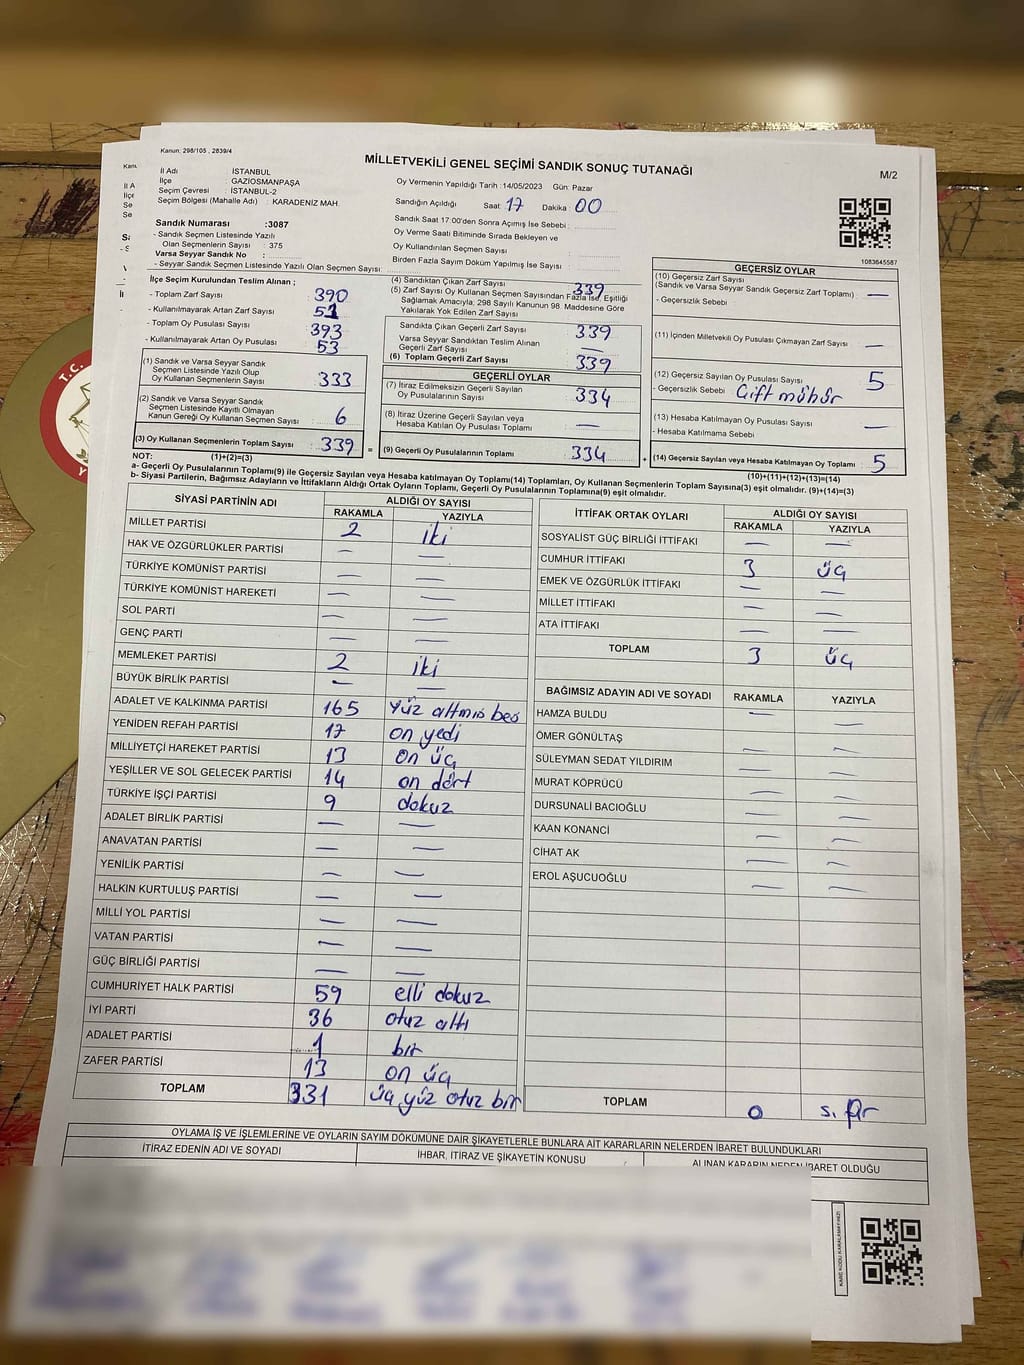 Kanun: 298/105 , 2839/4
MİLLETVEKİLİ GENEL SEÇİMİ SANDIK SONUÇ TUTANAĞI
M/2
İl Adı : İSTANBUL
İlçe : GAZİOSMANPAŞA
Seçim Çevresi : İSTANBUL-2
Seçim Bölgesi (Mahalle Adı) : KARADENİZ MAH.
Sandık Numarası :3087
- Sandık Seçmen Listesinde Yazılı
Olan Seçmenlerin Sayısı : 375
Varsa Seyyar Sandık No :
- Seyyar Sandık Seçmen Listesinde Yazılı Olan Seçmen Sayısı
Oy Vermenin Yapıldığı Tarih :14/05/2023 Gün: Pazar
Sandığın Açıldığı Saat: 17 Dakika : 00
Sandık Saat 17:00'den Sonra Açımış İse Sebebi :
Oy Verme Saati Bitiminde Sırada Bekleyen ve
Oy Kullandırılan Seçmen Sayısı
Birden Fazla Sayım Döküm Yapılmış İse Sayısı
1083645587
İlçe Seçim Kurulundan Teslim Alınan ;
- Toplam Zarf Sayısı 390
- Kullanılmayarak Artan Zarf Sayısı 51
- Toplam Oy Pusulası Sayısı 393
- Kullanılmayarak Artan Oy Pusulası 53
(1) Sandık ve Varsa Seyyar Sandık
Seçmen Listesinde Yazılı Olup
Oy Kullanan Seçmenlerin Sayısı 333
(2) Sandık ve Varsa Seyyar Sandık
Seçmen Listesinde Kayıtlı Olmayan
Kanun Gereği Oy Kullanan Seçmen Sayısı 6
(3) Oy Kullanan Seçmenlerin Toplam Sayısı : 339 =
(4) Sandıktan Çıkan Zarf Sayısı 339
(5) Zarf Sayısı Oy Kullanan Seçmen Sayısından Fazla İse, Eşitliği
Sağlamak Amacıyla; 298 Sayılı Kanunun 98. Maddesine Göre
Yakılarak Yok Edilen Zarf Sayısı
Sandıkta Çıkan Geçerli Zarf Sayısı 339
Varsa Seyyar Sandıktan Teslim Alınan
Geçerli Zarf Sayısı —
(6) Toplam Geçerli Zarf Sayısı 339
GEÇERLİ OYLAR
(7) İtiraz Edilmeksizin Geçerli Sayılan
Oy Pusulalarının Sayısı 334
(8) İtiraz Üzerine Geçerli Sayılan veya
Hesaba Katılan Oy Pusulası Toplamı —
(9) Geçerli Oy Pusulalarının Toplamı 334 +
GEÇERSİZ OYLAR
(10) Geçersiz Zarf Sayısı
(Sandık ve Varsa Seyyar Sandık Geçersiz Zarf Toplamı) —
- Geçersizlik Sebebi
(11) İçinden Milletvekili Oy Pusulası Çıkmayan Zarf Sayısı —
(12) Geçersiz Sayılan Oy Pusulası Sayısı 5
- Geçersizlik Sebebi Çift mühür
(13) Hesaba Katılmayan Oy Pusulası Sayısı —
- Hesaba Katılmama Sebebi
(14) Geçersiz Sayılan veya Hesaba Katılmayan Oy Toplamı 5
NOT: (1)+(2)=(3)
(10)+(11)+(12)+(13)=(14)
a- Geçerli Oy Pusulalarının Toplamı(9) ile Geçersiz Sayılan veya Hesaba katılmayan Oy Toplamı(14) Toplamları, Oy Kullanan Seçmenlerin Toplam Sayısına(3) eşit olmalıdır. (9)+(14)=(3)
b- Siyasi Partilerin, Bağımsız Adayların ve İttifakların Aldığı Ortak Oyların Toplamı, Geçerli Oy Pusulalarının Toplamına(9) eşit olmalıdır.
SİYASİ PARTİNİN ADI ALDIĞI OY SAYISI
RAKAMLA YAZIYLA
MİLLET PARTİSİ 2 iki
HAK VE ÖZGÜRLÜKLER PARTİSİ — —
TÜRKİYE KOMÜNİST PARTİSİ — —
TÜRKİYE KOMÜNİST HAREKETİ — —
SOL PARTİ — —
GENÇ PARTİ — —
MEMLEKET PARTİSİ 2 iki
BÜYÜK BİRLİK PARTİSİ — —
ADALET VE KALKINMA PARTİSİ 165 yüz altmış beş
YENİDEN REFAH PARTİSİ 17 on yedi
MİLLİYETÇİ HAREKET PARTİSİ 13 on üç
YEŞİLLER VE SOL GELECEK PARTİSİ 14 on dört
TÜRKİYE İŞÇİ PARTİSİ 9 dokuz
ADALET BİRLİK PARTİSİ — —
ANAVATAN PARTİSİ — —
YENİLİK PARTİSİ — —
HALKIN KURTULUŞ PARTİSİ — —
MİLLİ YOL PARTİSİ — —
VATAN PARTİSİ — —
GÜÇ BİRLİĞİ PARTİSİ — —
CUMHURİYET HALK PARTİSİ 59 elli dokuz
İYİ PARTİ 36 otuz altı
ADALET PARTİSİ 1 bir
ZAFER PARTİSİ 13 on üç
TOPLAM 331 üç yüz otuz bir
İTTİFAK ORTAK OYLARI ALDIĞI OY SAYISI
RAKAMLA YAZIYLA
SOSYALİST GÜÇ BİRLİĞİ İTTİFAKI — —
CUMHUR İTTİFAKI 3 üç
EMEK VE ÖZGÜRLÜK İTTİFAKI — —
MİLLET İTTİFAKI — —
ATA İTTİFAKI — —
TOPLAM 3 üç
BAĞIMSIZ ADAYIN ADI VE SOYADI RAKAMLA YAZIYLA
HAMZA BULDU — —
ÖMER GÖNÜLTAŞ — —
SÜLEYMAN SEDAT YILDIRIM — —
MURAT KÖPRÜCÜ — —
DURSUNALİ BACIOĞLU — —
KAAN KONANCİ — —
CİHAT AK — —
EROL AŞUCUOĞLU — —
TOPLAM 0 sıfır
OYLAMA İŞ VE İŞLEMLERİNE VE OYLARIN SAYIM DÖKÜMÜNE DAİR ŞİKAYETLERLE BUNLARA AİT KARARLARIN NELERDEN İBARET BULUNDUKLARI
İTİRAZ EDENİN ADI VE SOYADI İHBAR, İTİRAZ VE ŞİKAYETİN KONUSU ALINAN KARARIN NEDEN İBARET OLDUĞU
KARE KODU KARALAMAYINIZ!
T.C.